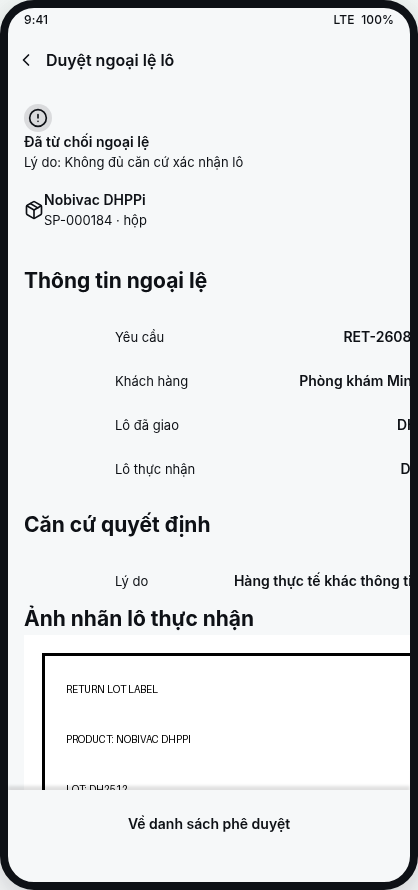 9:41 LTE 100%
Duyệt ngoại lệ lô
Đã từ chối ngoại lệ
Lý do: Không đủ căn cứ xác nhận lô
Nobivac DHPPi
SP-000184 · hộp
Thông tin ngoại lệ
Yêu cầu RET-2608
Khách hàng Phòng khám Min
Lô đã giao
Lô thực nhận D
Căn cứ quyết định
Lý do Hàng thực tế khác thông ti
Ảnh nhãn lô thực nhận
RETURN LOT LABEL
PRODUCT: NOBIVAC DHPPI
LOT: DH2512
Về danh sách phê duyệt